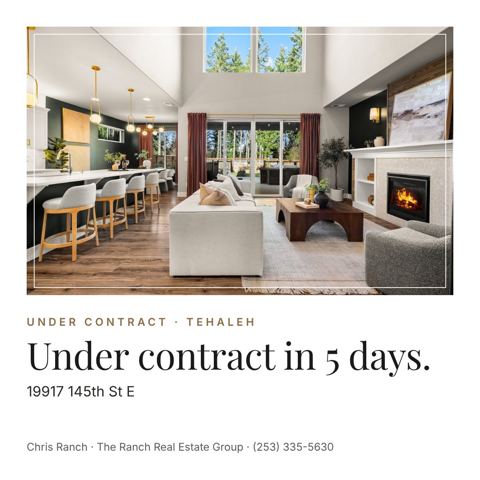 UNDER CONTRACT · TEHALEH
Under contract in 5 days.
19917 145th St E
Chris Ranch · The Ranch Real Estate Group · (253) 335-5630